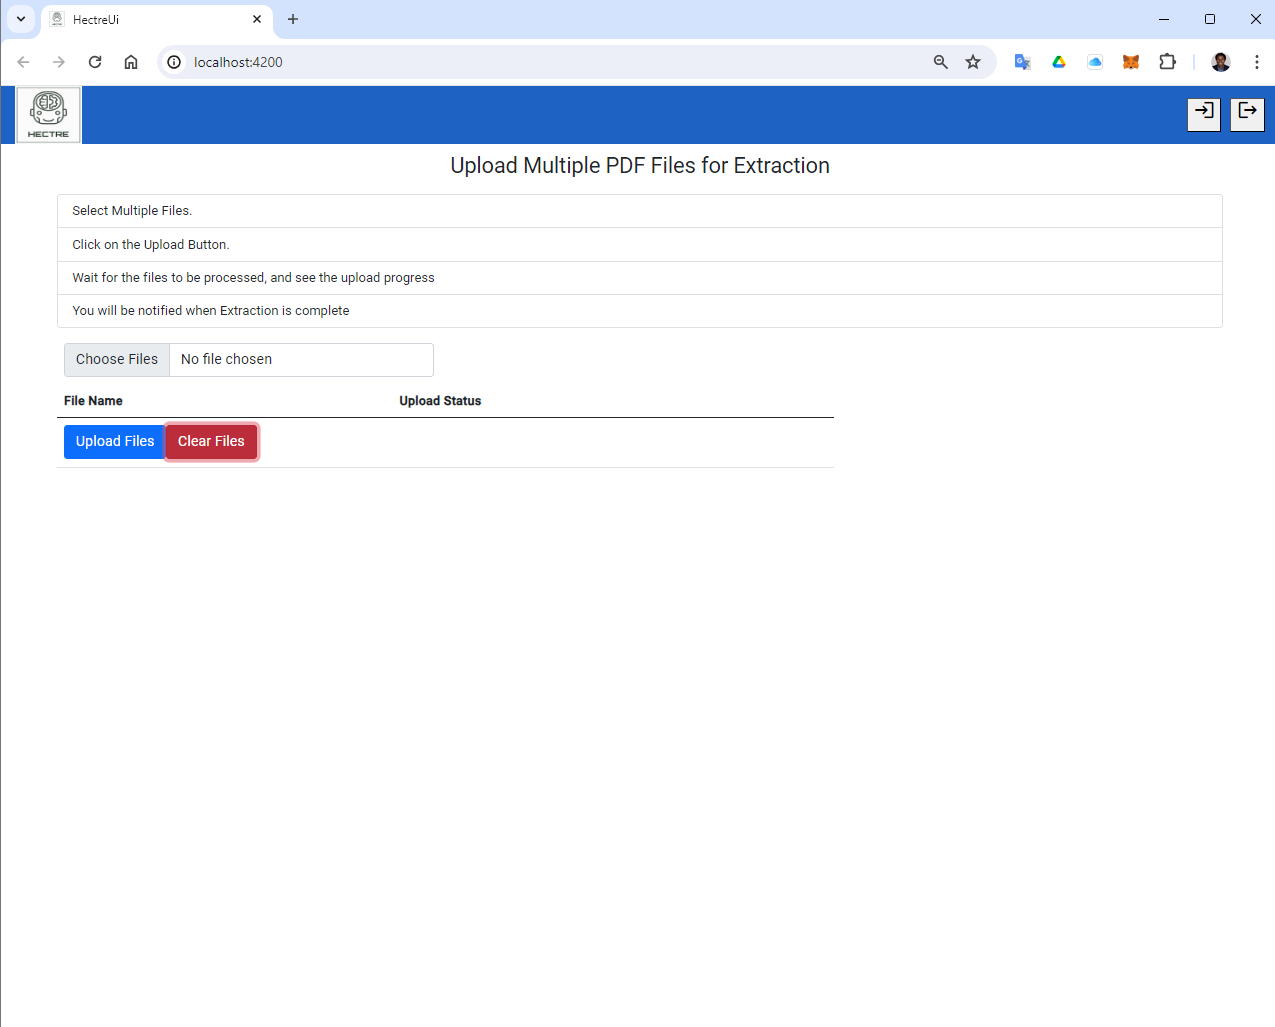 HectreUi
localhost:4200
HECTRE
Upload Multiple PDF Files for Extraction
Select Multiple Files.
Click on the Upload Button.
Wait for the files to be processed, and see the upload progress
You will be notified when Extraction is complete
Choose Files No file chosen
File Name Upload Status
Upload Files Clear Files